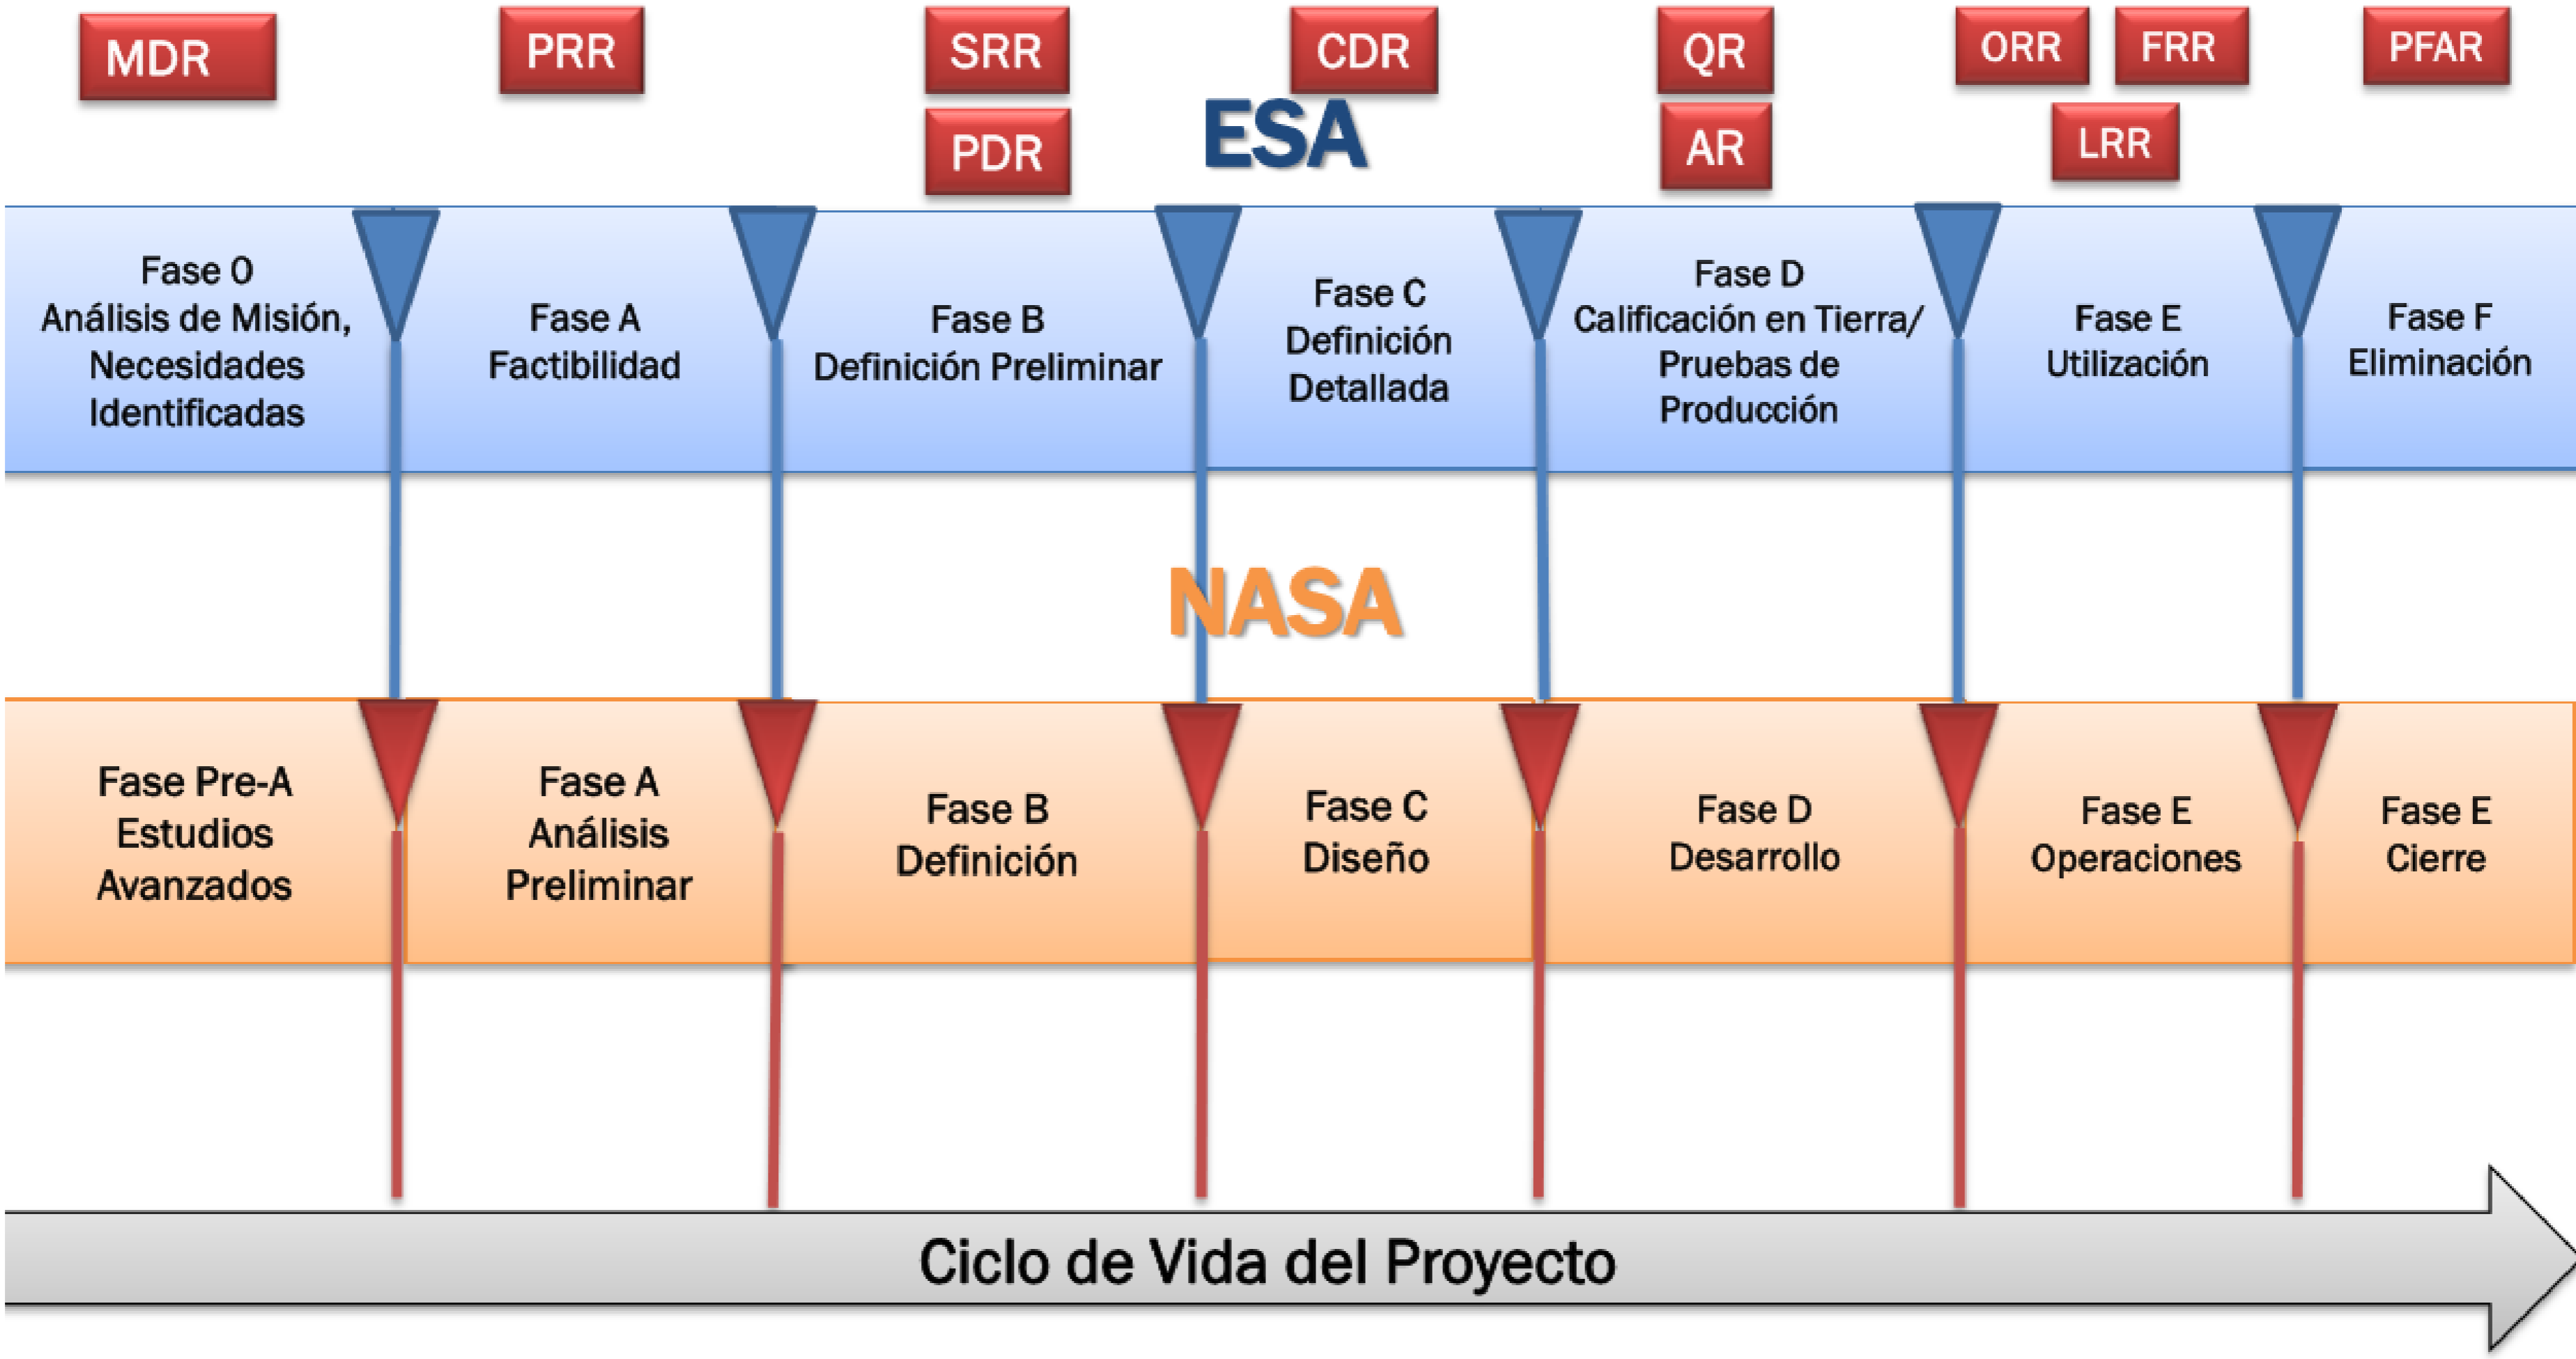 MDR
PRR
SRR
CDR
QR
ORR
FRR
PFAR
PDR
AR
LRR
ESA
Fase 0
Análisis de Misión,
Necesidades
Identificadas
Fase A
Factibilidad
Fase B
Definición Preliminar
Fase C
Definición
Detallada
Fase D
Calificación en Tierra/
Pruebas de
Producción
Fase E
Utilización
Fase F
Eliminación
NASA
Fase Pre-A
Estudios
Avanzados
Fase A
Análisis
Preliminar
Fase B
Definición
Fase C
Diseño
Fase D
Desarrollo
Fase E
Operaciones
Fase E
Cierre
Ciclo de Vida del Proyecto